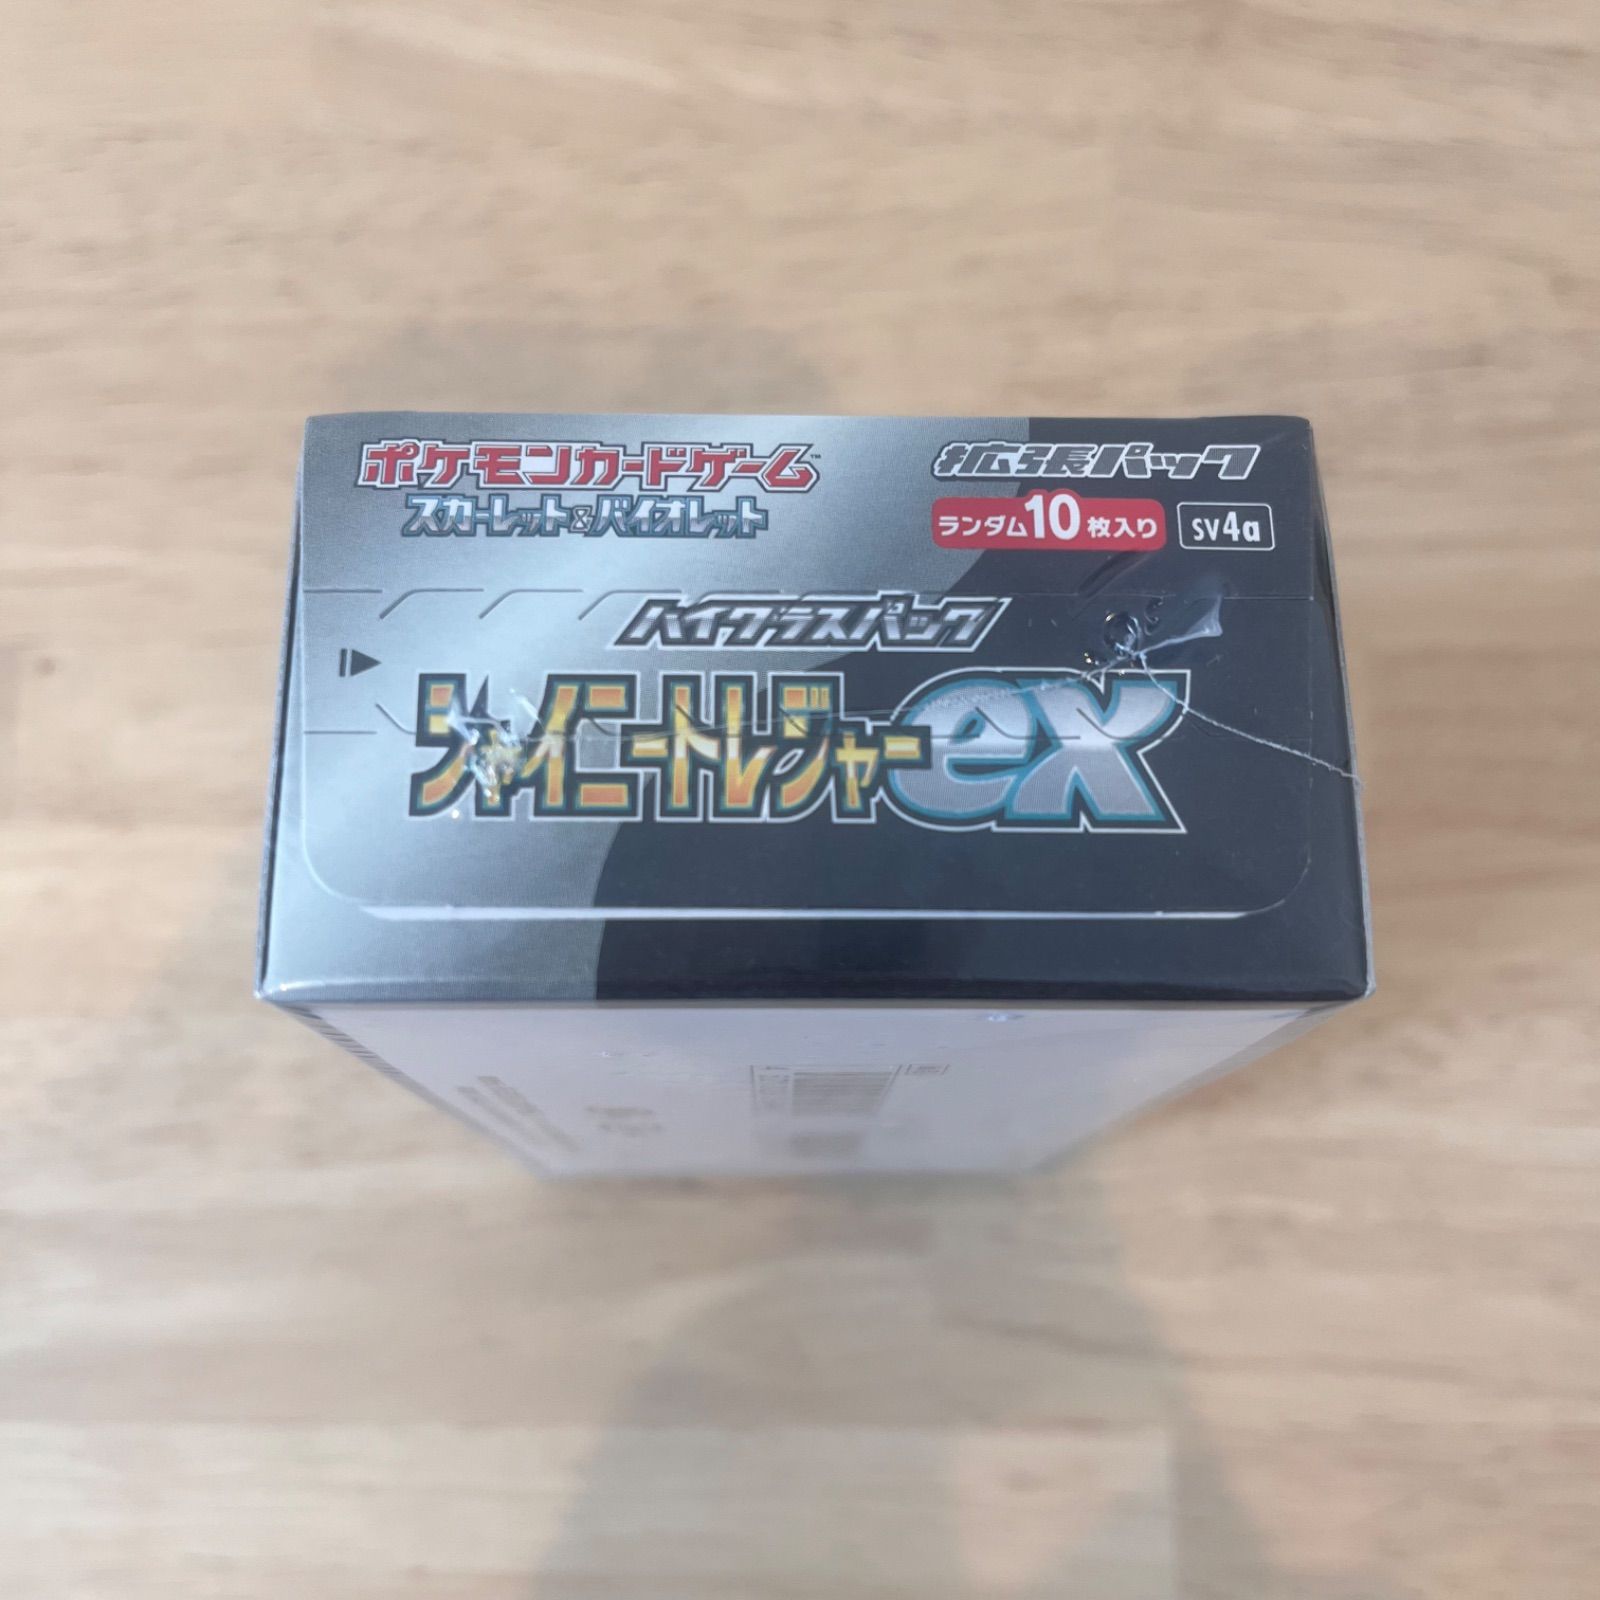 ポケモンカードゲーム™
スカーレット&バイオレット
拡張パック
ランダム10枚入り
sv4a
ハイクラスパック
シャイニートレジャーex